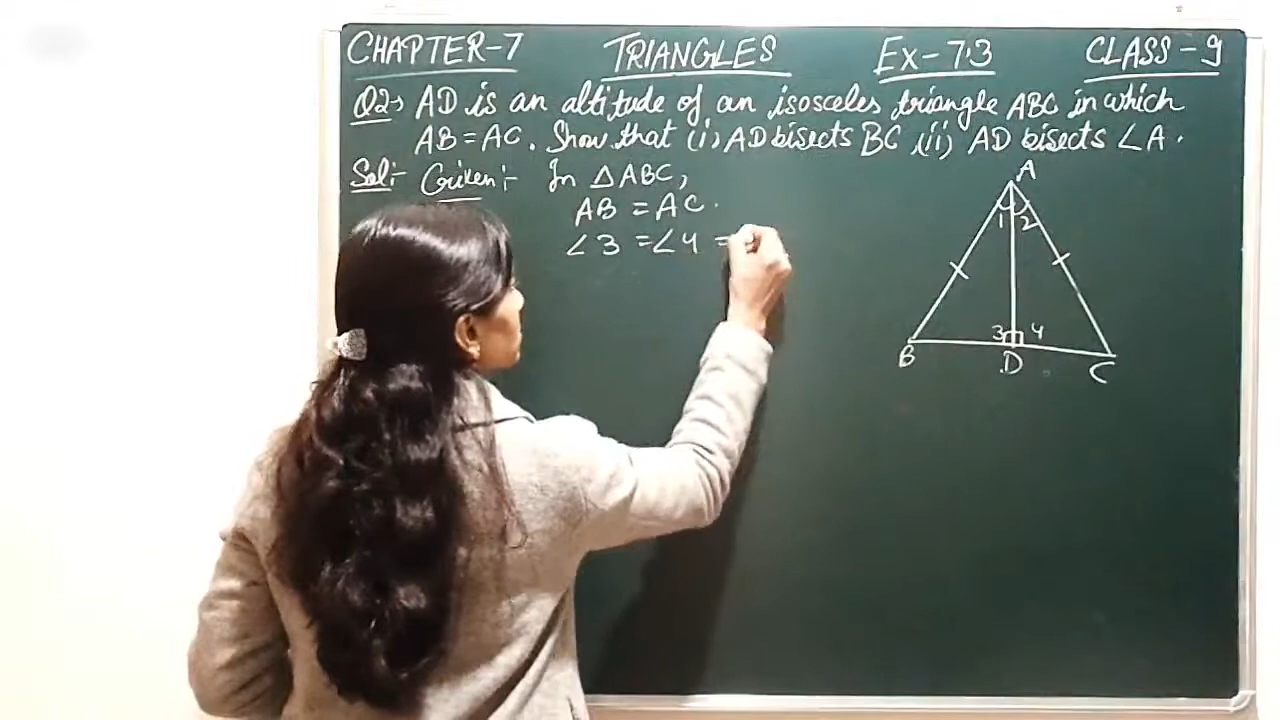 CHAPTER-7 TRIANGLES Ex-7.3 CLASS-9
Q2→ AD is an altitude of an isosceles triangle ABC in which
AB = AC. Show that (i) AD bisects BC (ii) AD bisects ∠A.
Sol:- Given:- In △ABC,
AB = AC.
∠3 = ∠4 =
A
1 2
3 4
B D C